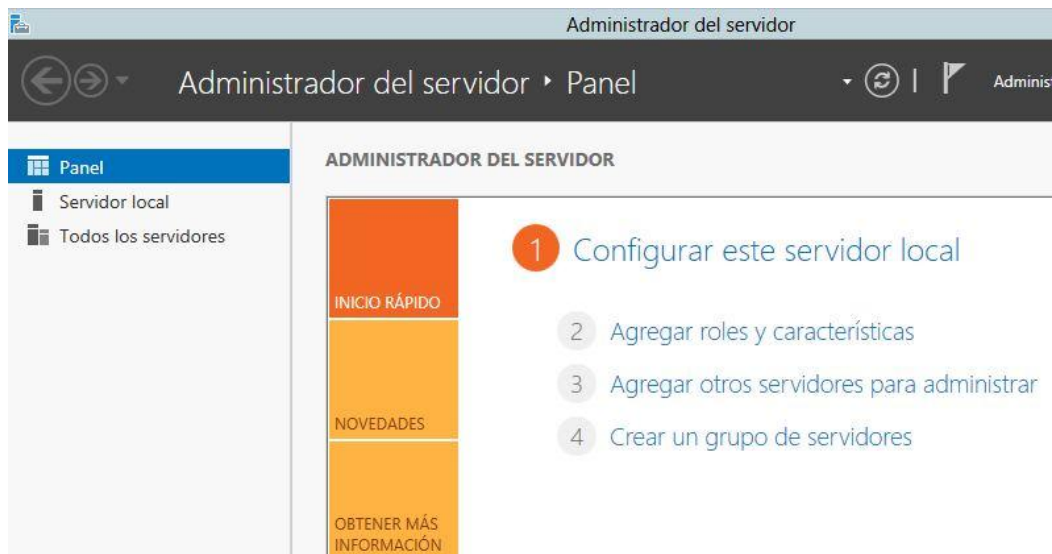 Administrador del servidor
Administrador del servidor ‣ Panel
Panel
Servidor local
Todos los servidores
ADMINISTRADOR DEL SERVIDOR
INICIO RÁPIDO
NOVEDADES
OBTENER MÁS
INFORMACIÓN
1 Configurar este servidor local
2 Agregar roles y características
3 Agregar otros servidores para administrar
4 Crear un grupo de servidores